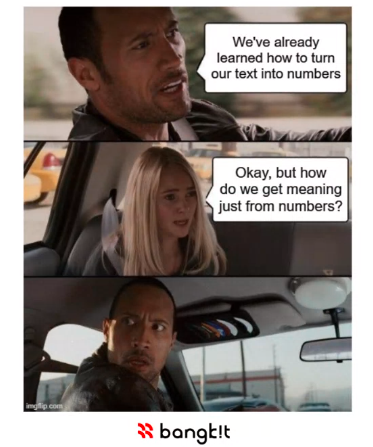 We've already
learned how to turn
our text into numbers
Okay, but how
do we get meaning
just from numbers?
imgflip.com
bangk!t